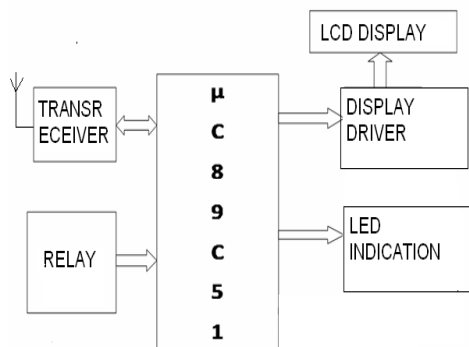 LCD DISPLAY
TRANSR
ECEIVER
µ
C
8
9
C
5
1
DISPLAY
DRIVER
RELAY
LED
INDICATION